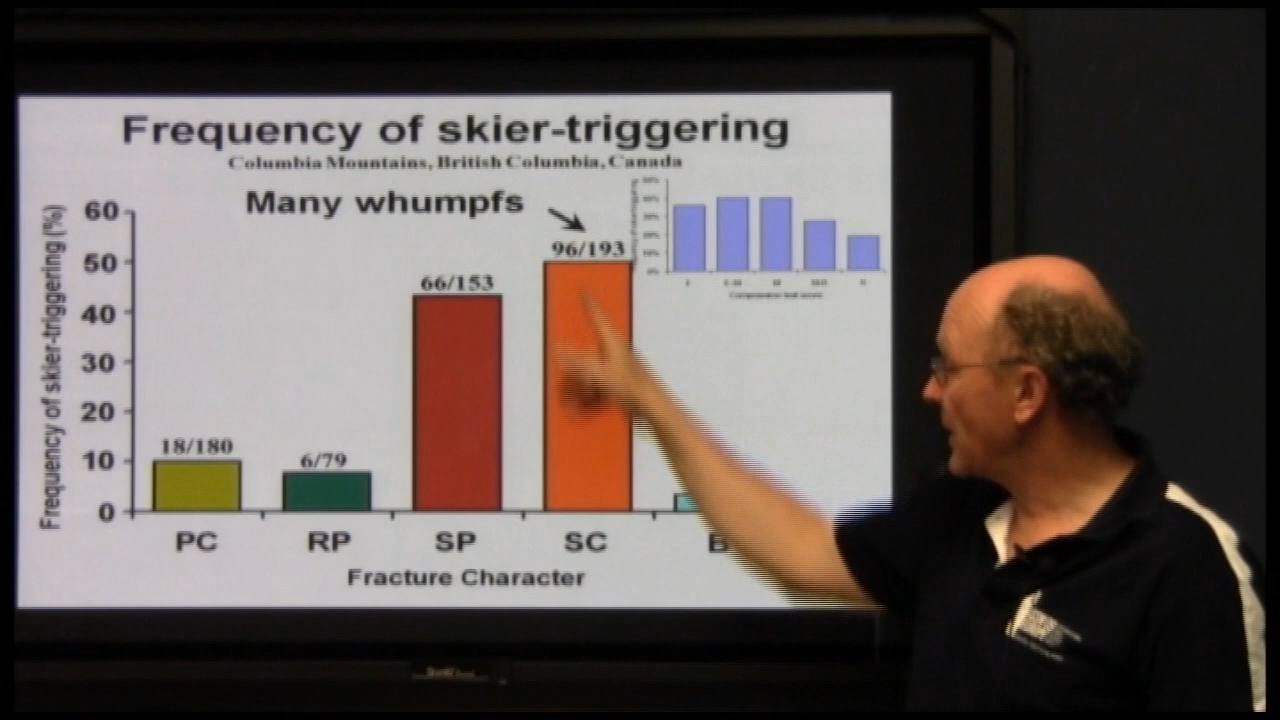 Frequency of skier-triggering
Columbia Mountains, British Columbia, Canada
Many whumpfs
Frequency of skier-triggering (%)
60
50
40
30
20
10
0
18/180
6/79
66/153
96/193
PC
RP
SP
SC
B
Fracture Character